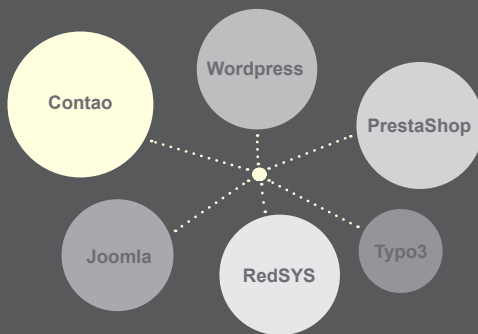 Wordpress
Contao
PrestaShop
Joomla
Typo3
RedSYS